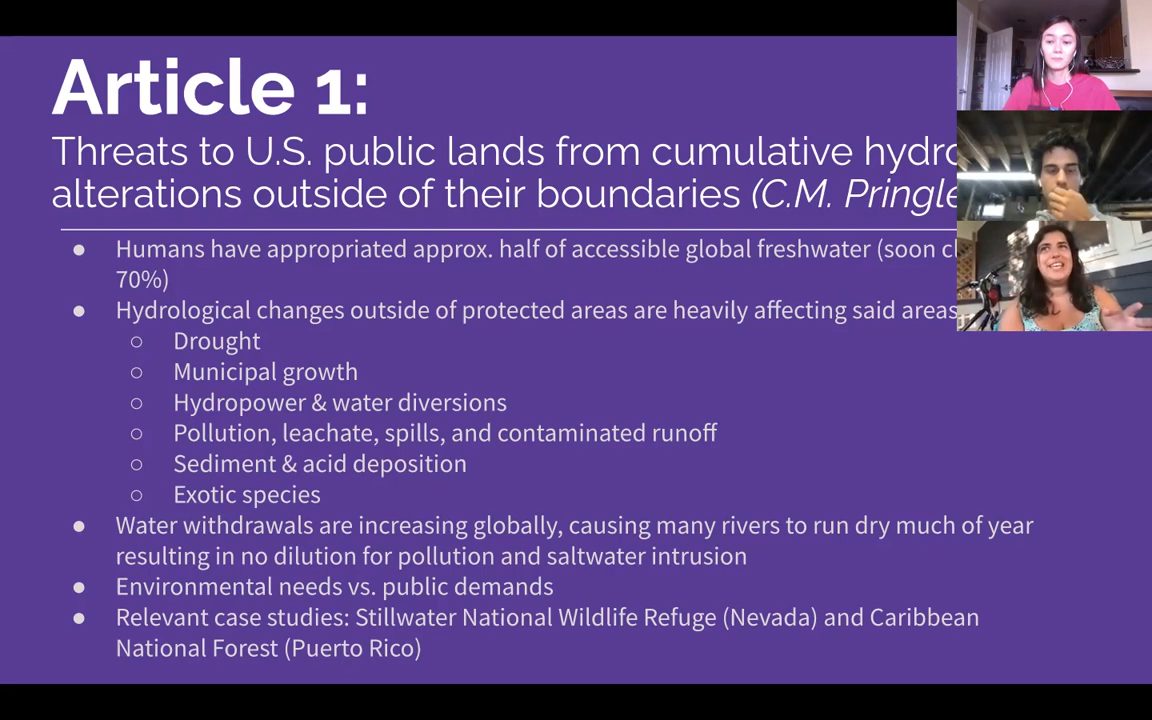 Article 1:
Threats to U.S. public lands from cumulative
alterations outside of their boundaries (C.M. Pringle
● Humans have appropriated approx. half of accessible global freshwater (soon
70%)
● Hydrological changes outside of protected areas are heavily affecting said areas
○ Drought
○ Municipal growth
○ Hydropower & water diversions
○ Pollution, leachate, spills, and contaminated runoff
○ Sediment & acid deposition
○ Exotic species
● Water withdrawals are increasing globally, causing many rivers to run dry much of year
resulting in no dilution for pollution and saltwater intrusion
● Environmental needs vs. public demands
● Relevant case studies: Stillwater National Wildlife Refuge (Nevada) and Caribbean
National Forest (Puerto Rico)